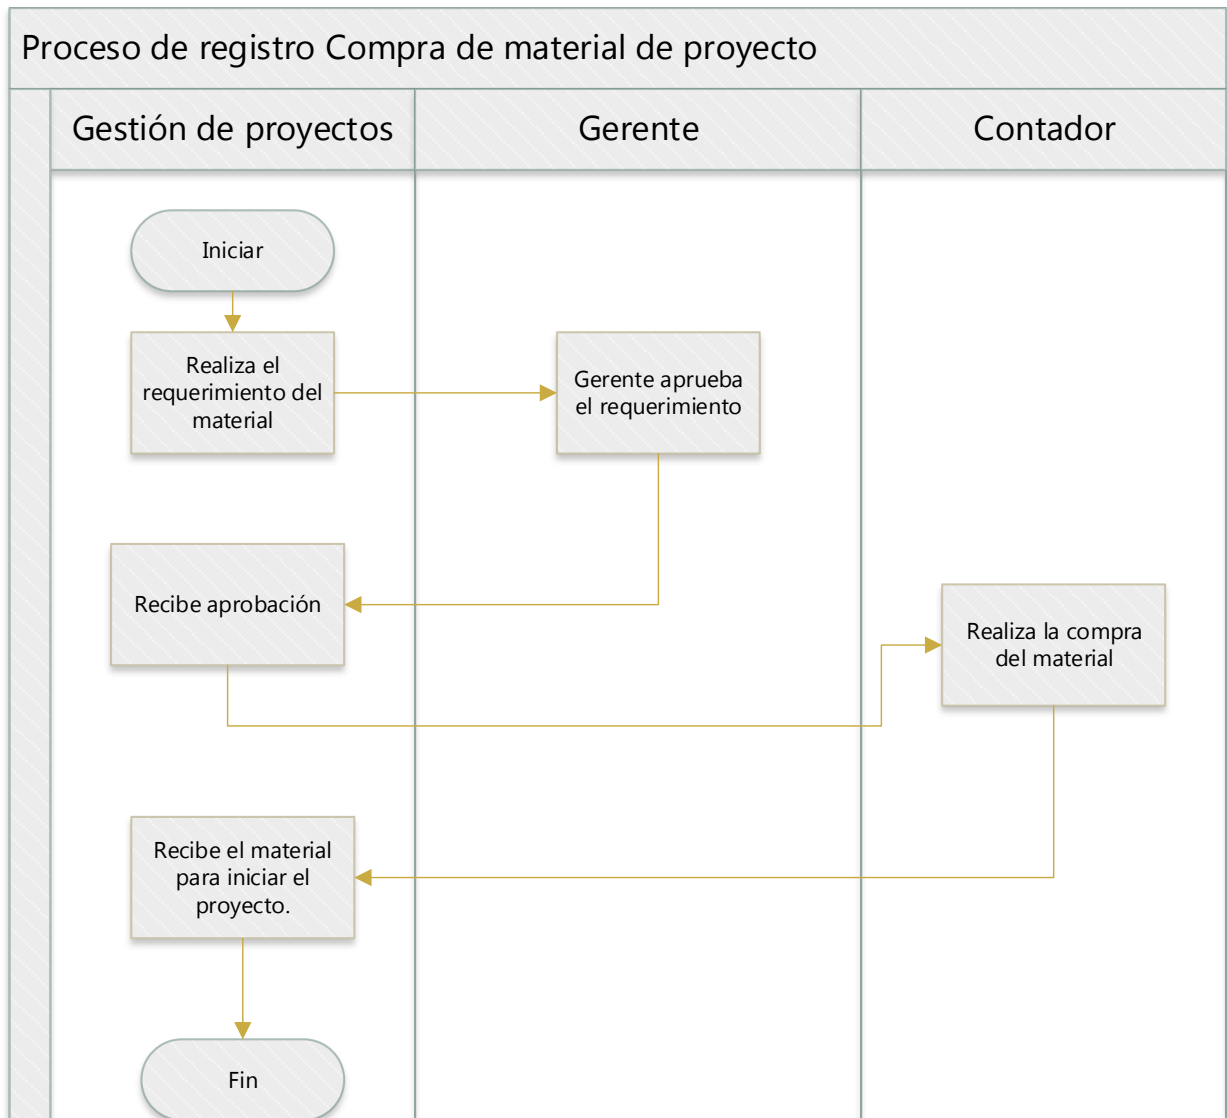 Proceso de registro Compra de material de proyecto
Gestión de proyectos
Gerente
Contador
Iniciar
Realiza el
requerimiento del
material
Gerente aprueba
el requerimiento
Recibe aprobación
Realiza la compra
del material
Recibe el material
para iniciar el
proyecto.
Fin